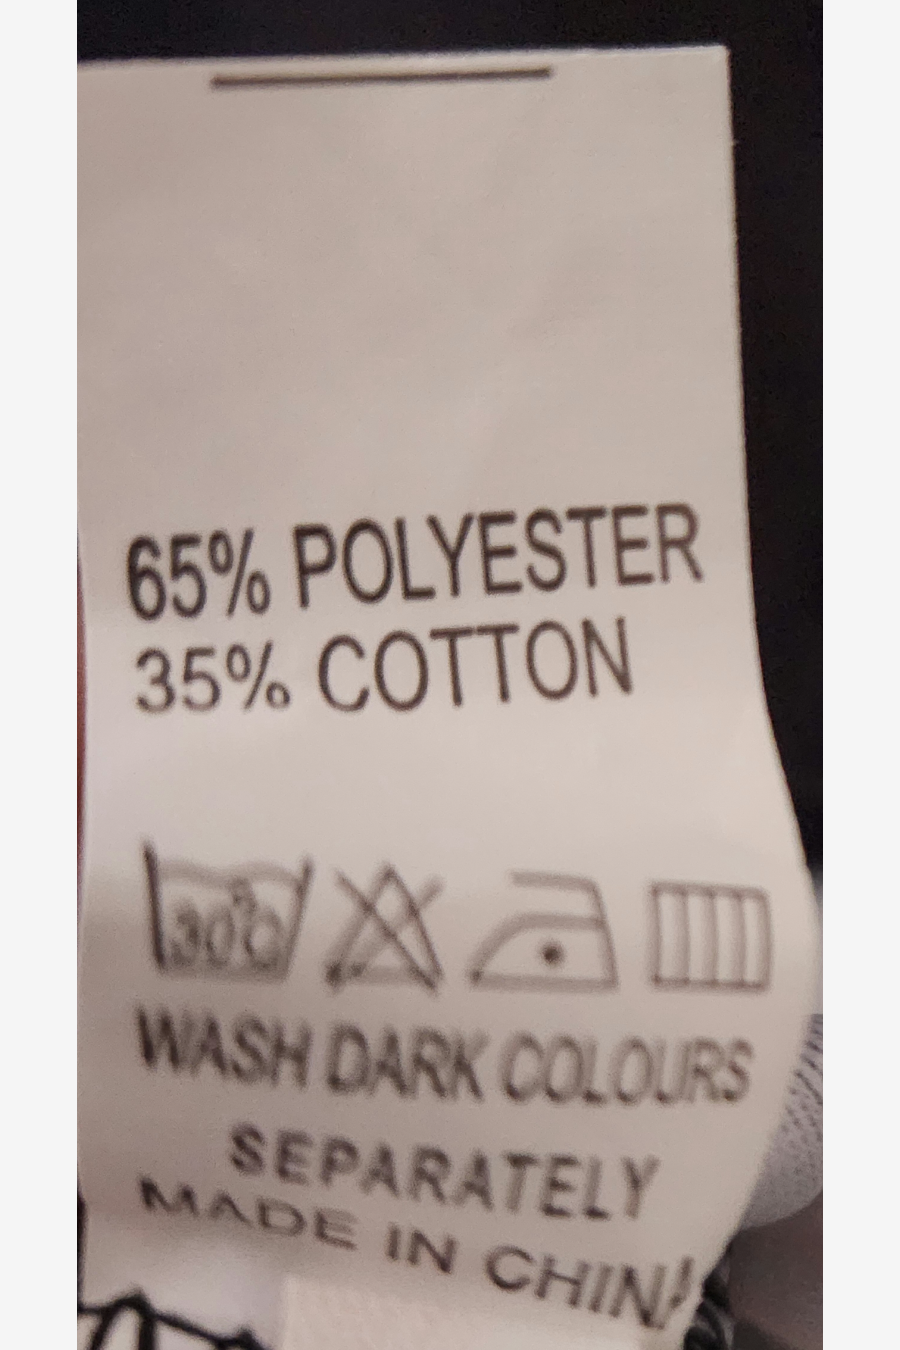 65% POLYESTER
35% COTTON
30°C
WASH DARK COLOURS
SEPARATELY
MADE IN CHINA